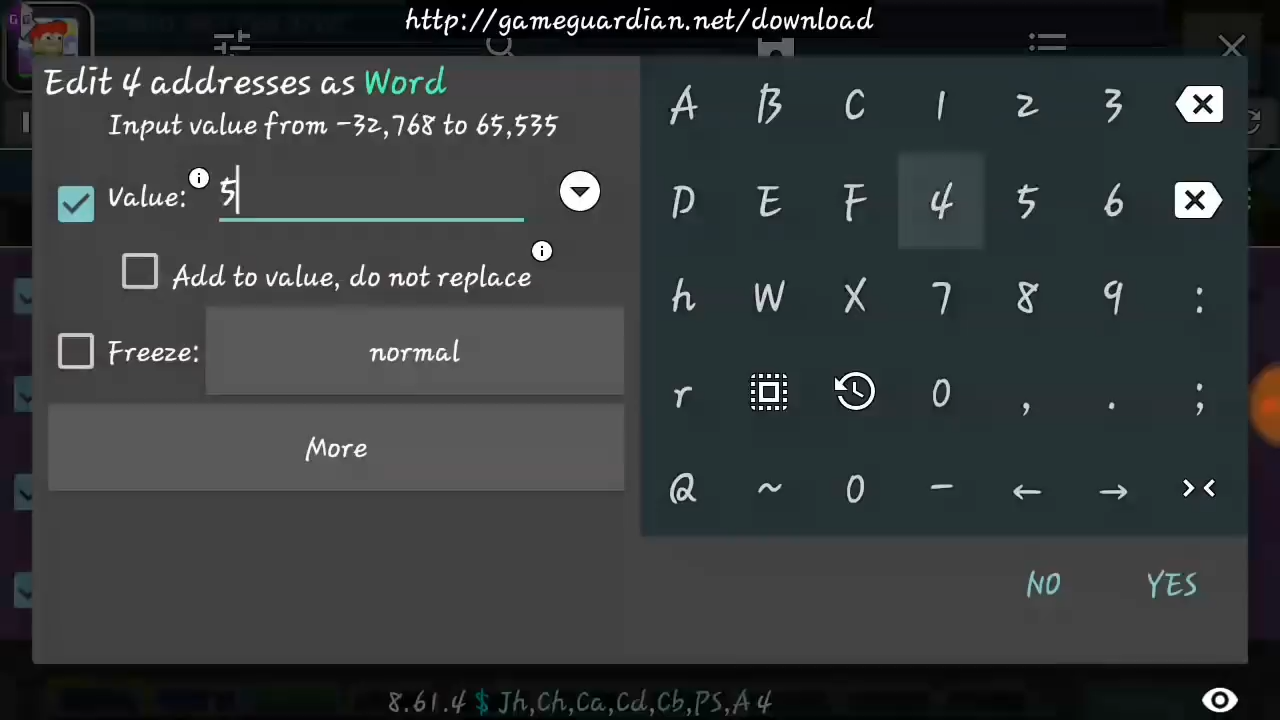 http://gameguardian.net/download
Edit 4 addresses as Word
Input value from -32,768 to 65,535
Value: i 5
Add to value, do not replace i
Freeze: normal
More
A B C 1 2 3
D E F 4 5 6
h W X 7 8 9 :
r 0 , . ;
Q ~ 0 - ← → > <
NO YES
8.61.4 $ Jh,Ch,Ca,Cd,Cb,PS,A 4